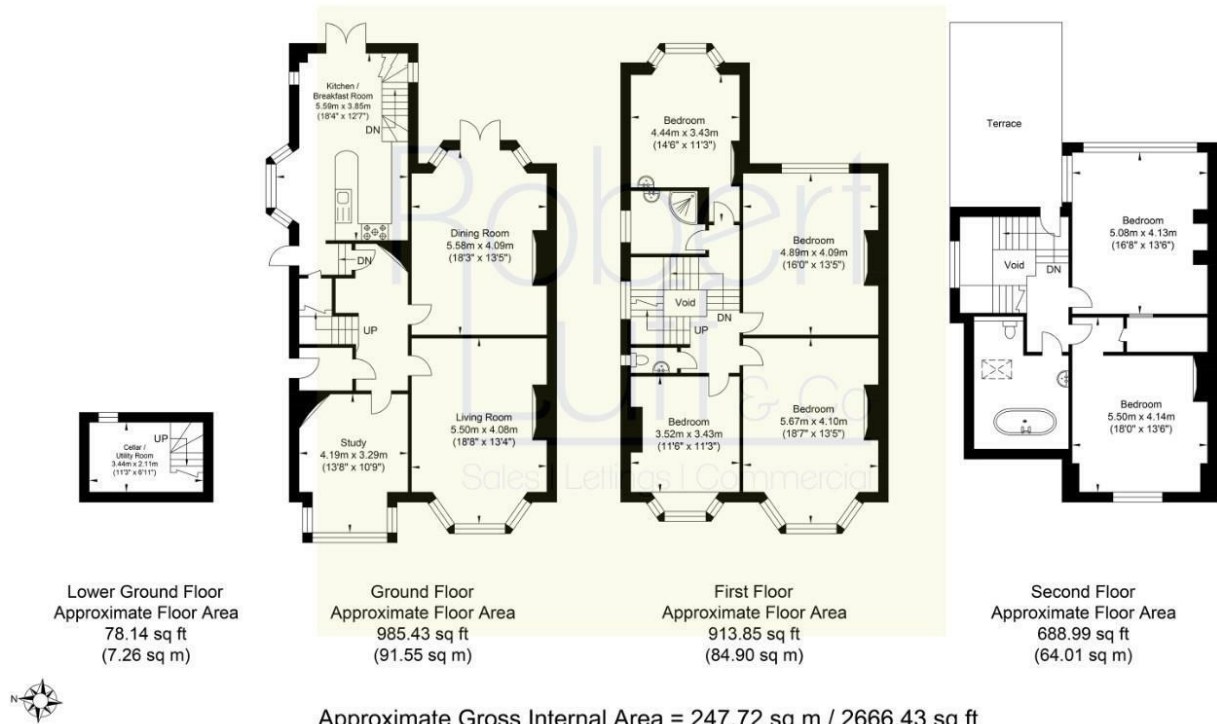 Kitchen /
Breakfast Room
5.59m x 3.85m
(18'4" x 12'7")
DN
DN
UP
Dining Room
5.58m x 4.09m
(18'3" x 13'5")
Living Room
5.50m x 4.08m
(18'8" x 13'4")
Study
4.19m x 3.29m
(13'8" x 10'9")
Cellar /
Utility Room
3.44m x 2.11m
(11'3" x 6'11")
UP
Bedroom
4.44m x 3.43m
(14'6" x 11'3")
Bedroom
4.89m x 4.09m
(16'0" x 13'5")
Void
DN
UP
Bedroom
3.52m x 3.43m
(11'6" x 11'3")
Bedroom
5.67m x 4.10m
(18'7" x 13'5")
Terrace
Void
DN
Bedroom
5.08m x 4.13m
(16'8" x 13'6")
Bedroom
5.50m x 4.14m
(18'0" x 13'6")
Robert
Luff
& Co
Sales | Lettings | Commercial
Lower Ground Floor
Approximate Floor Area
78.14 sq ft
(7.26 sq m)
Ground Floor
Approximate Floor Area
985.43 sq ft
(91.55 sq m)
First Floor
Approximate Floor Area
913.85 sq ft
(84.90 sq m)
Second Floor
Approximate Floor Area
688.99 sq ft
(64.01 sq m)
N
Approximate Gross Internal Area = 247.72 sq m / 2666.43 sq ft